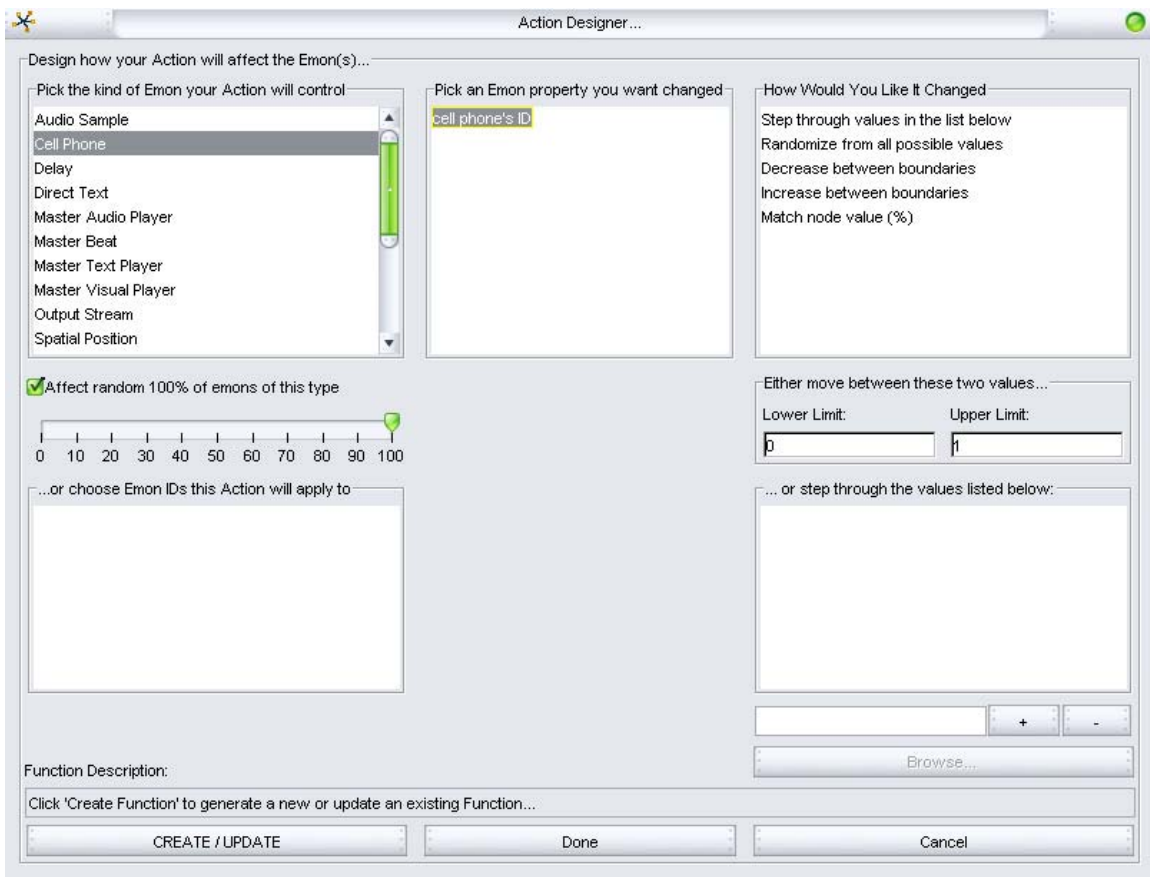 Action Designer...
Design how your Action will affect the Emon(s)...
Pick the kind of Emon your Action will control
Audio Sample
Cell Phone
Delay
Direct Text
Master Audio Player
Master Beat
Master Text Player
Master Visual Player
Output Stream
Spatial Position
Pick an Emon property you want changed
cell phone's ID
How Would You Like It Changed
Step through values in the list below
Randomize from all possible values
Decrease between boundaries
Increase between boundaries
Match node value (%)
Affect random 100% of emons of this type
0 10 20 30 40 50 60 70 80 90 100
Either move between these two values...
Lower Limit: Upper Limit:
0 1
...or choose Emon IDs this Action will apply to
... or step through the values listed below:
+ -
Browse...
Function Description:
Click 'Create Function' to generate a new or update an existing Function...
CREATE / UPDATE Done Cancel